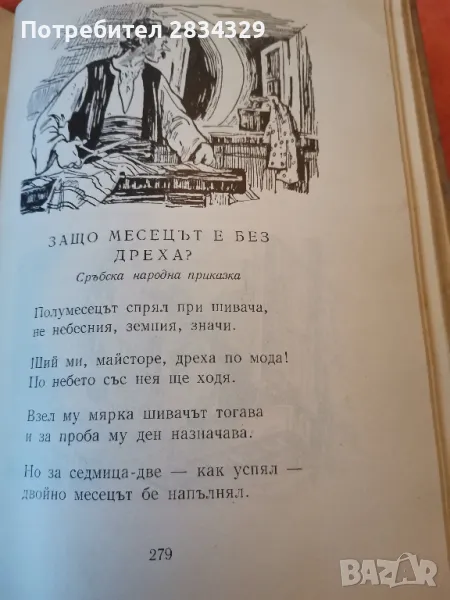 Потребител 2834329
ЗАЩО МЕСЕЦЪТ Е БЕЗ
ДРЕХА?
Сръбска народна приказка
Полумесецът спрял при шивача,
не небесния, земния, значи.
Ший ми, майсторе, дреха по мода!
По небето със нея ще ходя.
Взел му мярка шивачът тогава
и за проба му ден назначава.
Но за седмица-две — как успял —
двойно месецът бе напълнял.
279
BAZAR